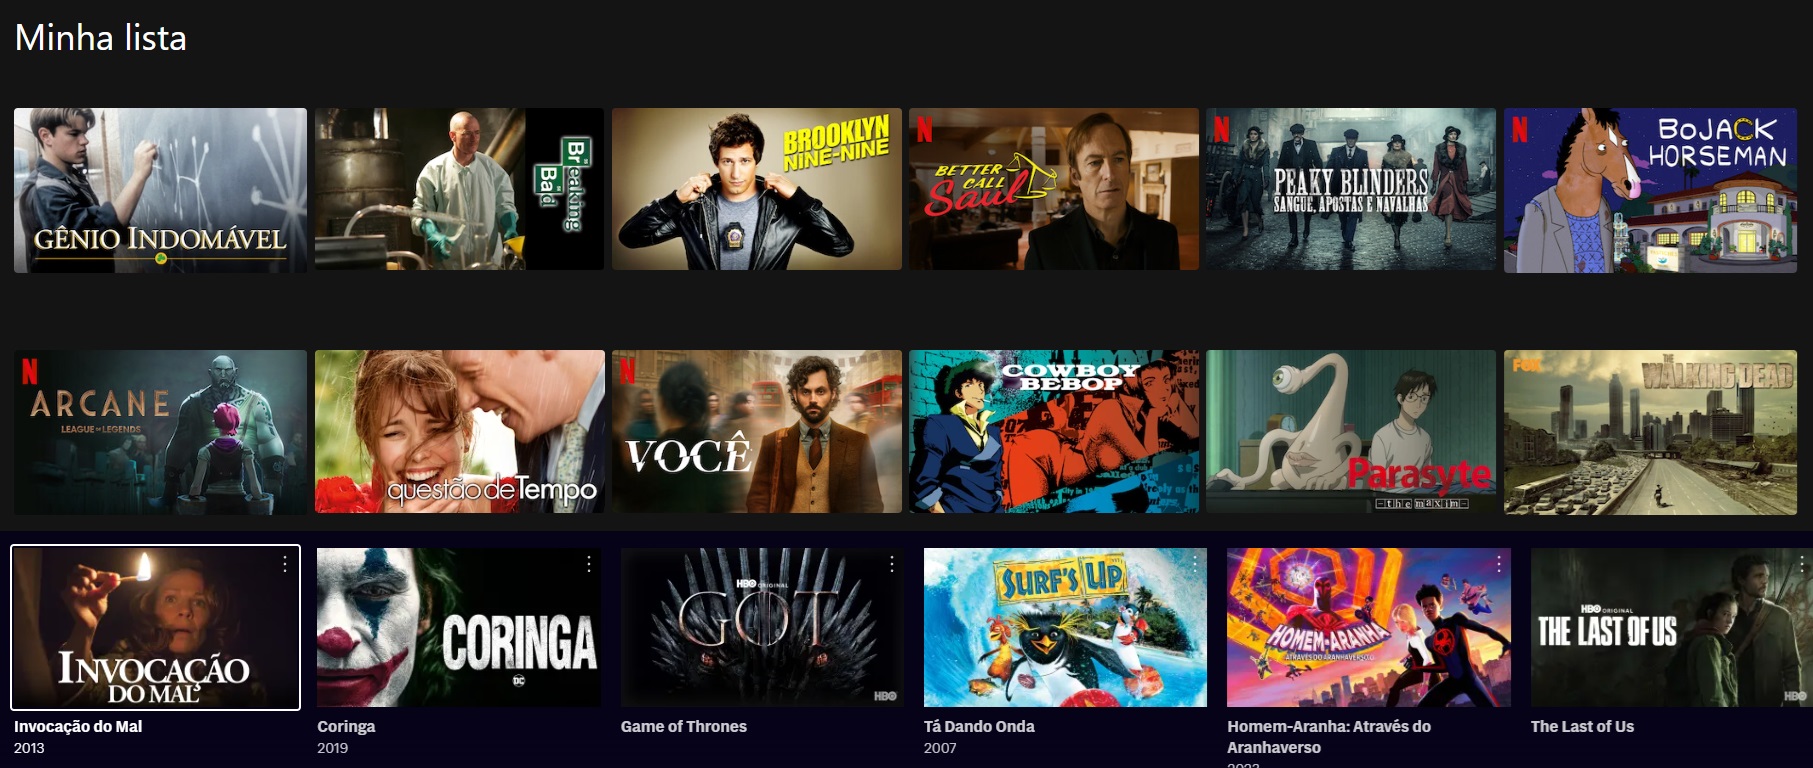 Minha lista
GÊNIO INDOMÁVEL
Breaking
Bad
BROOKLYN
NINE-NINE
N
BETTER
CALL
Saul
N
PEAKY BLINDERS
SANGUE, APOSTAS E NAVALHAS
N
BOJACK
HORSEMAN
N
ARCANE
LEAGUE OF LEGENDS
questão de Tempo
N
VOCÊ
COWBOY
BEBOP
Parasyte
-the maxim-
FOX
THE
WALKING DEAD
INVOCAÇÃO
DO MAL
CORINGA
DC
HBO ORIGINAL
GOT
HBO
SURF'S UP
HOMEM-ARANHA
ATRAVÉS DO ARANHAVERSO
HBO ORIGINAL
THE LAST OF US
HBO
Invocação do Mal
2013
Coringa
2019
Game of Thrones
Tá Dando Onda
2007
Homem-Aranha: Através do
Aranhaverso
2023
The Last of Us